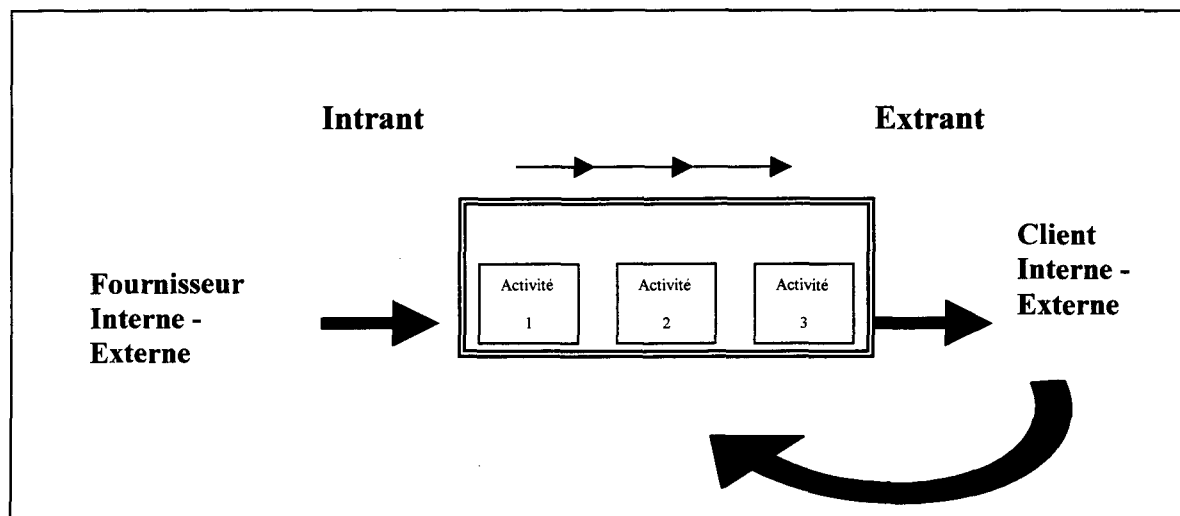 Intrant
Extrant
Fournisseur
Interne -
Externe
Activité
1
Activité
2
Activité
3
Client
Interne -
Externe